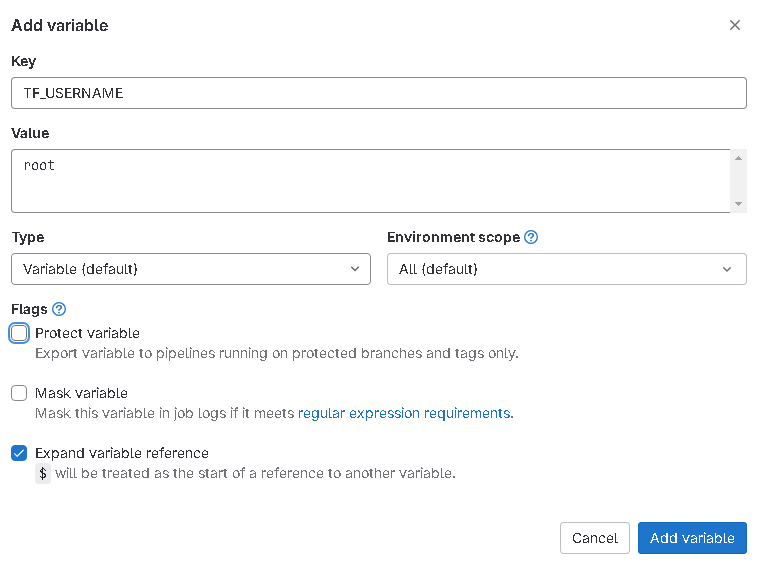 Add variable
Key
TF_USERNAME
Value
root
Type
Environment scope
Variable (default)
All (default)
Flags
Protect variable
Export variable to pipelines running on protected branches and tags only.
Mask variable
Mask this variable in job logs if it meets regular expression requirements.
Expand variable reference
$ will be treated as the start of a reference to another variable.
Cancel
Add variable